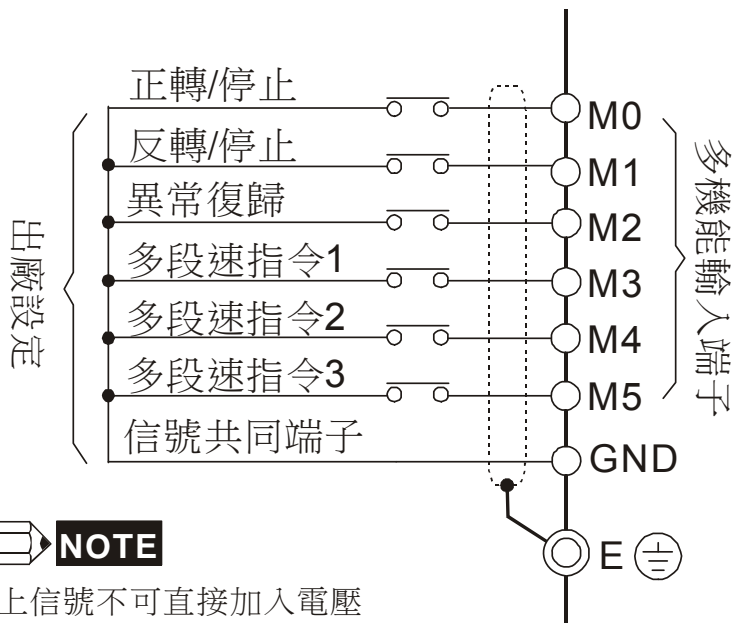 正轉/停止
M0
反轉/停止
M1
異常復歸
M2
多段速指令1
M3
多段速指令2
M4
多段速指令3
M5
信號共同端子
GND
出廠設定
多機能輸入端子
E
NOTE
上信號不可直接加入電壓